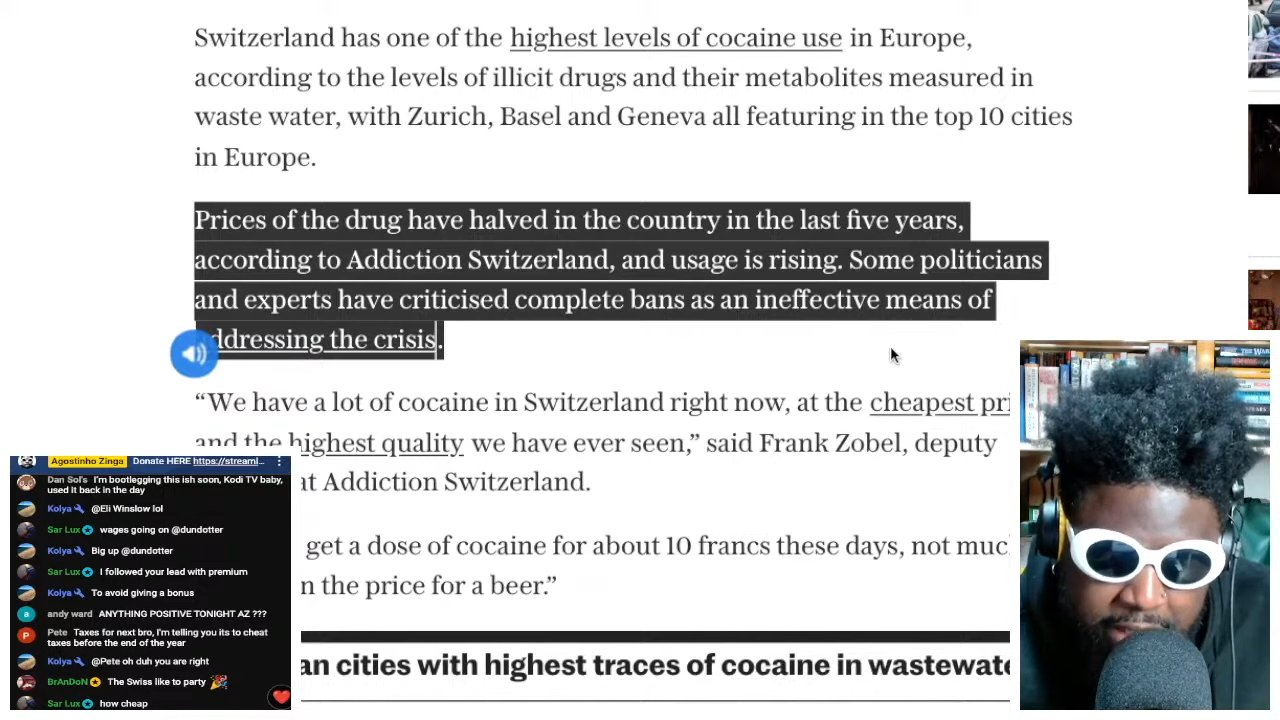 Switzerland has one of the highest levels of cocaine use in Europe,
according to the levels of illicit drugs and their metabolites measured in
waste water, with Zurich, Basel and Geneva all featuring in the top 10 cities
in Europe.
Prices of the drug have halved in the country in the last five years,
according to Addiction Switzerland, and usage is rising. Some politicians
and experts have criticised complete bans as an ineffective means of
ddressing the crisis.
“We have a lot of cocaine in Switzerland right now, at the cheapest pri
and the highest quality we have ever seen,” said Frank Zobel, deputy
at Addiction Switzerland.
get a dose of cocaine for about 10 francs these days, not muc
n the price for a beer.”
an cities with highest traces of cocaine in wastewate
Agostinho Zinga Donate HERE https://streaml...
Dan Sol's I'm bootlegging this ish soon, Kodi TV baby,
used it back in the day
Kolya @Eli Winslow lol
Sar Lux wages going on @dundotter
Kolya Big up @dundotter
Sar Lux I followed your lead with premium
Kolya To avoid giving a bonus
a andy ward ANYTHING POSITIVE TONIGHT AZ ???
P Pete Taxes for next bro, I'm telling you its to cheat
taxes before the end of the year
Kolya @Pete oh duh you are right
BrAnDoN The Swiss like to party
Sar Lux how cheap